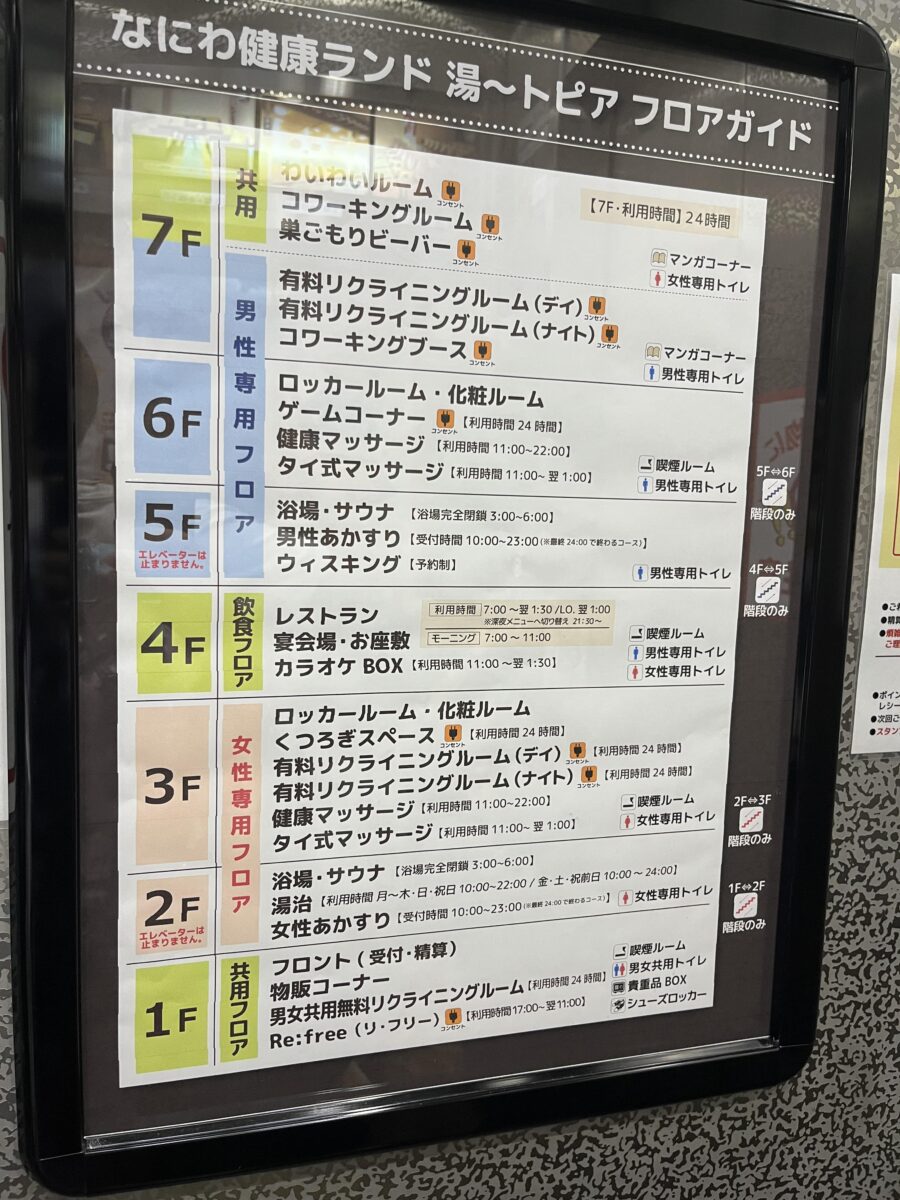 なにわ健康ランド 湯〜トピア フロアガイド
7F
共用
わいわいルーム コンセント
コワーキングルーム コンセント
巣ごもりビーバー コンセント
【7F・利用時間】24時間
マンガコーナー
女性専用トイレ
男性専用フロア
有料リクライニングルーム（デイ） コンセント
有料リクライニングルーム（ナイト） コンセント
コワーキングブース コンセント
マンガコーナー
男性専用トイレ
6F
ロッカールーム・化粧ルーム
ゲームコーナー コンセント 【利用時間 24時間】
健康マッサージ 【利用時間 11:00~22:00】
タイ式マッサージ 【利用時間 11:00~ 翌 1:00】
喫煙ルーム
男性専用トイレ
5F⇔6F
階段のみ
5F
エレベーターは
止まりません。
浴場・サウナ 【浴場完全閉鎖 3:00~6:00】
男性あかすり 【受付時間 10:00~23:00(※最終 24:00で終わるコース)】
ウィスキング 【予約制】
男性専用トイレ
4F⇔5F
階段のみ
4F
飲食フロア
レストラン
宴会場・お座敷
カラオケ BOX 【利用時間 11:00 〜翌 1:30】
利用時間 7:00 〜翌 1:30 /LO. 翌 1:00
※深夜メニューへ切り替え 21:30〜
モーニング 7:00 〜 11:00
喫煙ルーム
男性専用トイレ
女性専用トイレ
3F
女性専用フロア
ロッカールーム・化粧ルーム
くつろぎスペース コンセント 【利用時間 24時間】
有料リクライニングルーム（デイ） コンセント 【利用時間 24時間】
有料リクライニングルーム（ナイト） コンセント 【利用時間 24時間】
健康マッサージ 【利用時間 11:00~22:00】
タイ式マッサージ 【利用時間 11:00~ 翌 1:00】
喫煙ルーム
女性専用トイレ
2F⇔3F
階段のみ
2F
エレベーターは
止まりません。
浴場・サウナ 【浴場完全閉鎖 3:00~6:00】
湯治 【利用時間 月〜木・日・祝日 10:00~22:00 / 金・土・祝前日 10:00 〜 24:00】
女性あかすり 【受付時間 10:00~23:00(※最終 24:00で終わるコース)】
女性専用トイレ
1F⇔2F
階段のみ
1F
共用フロア
フロント（受付・精算）
物販コーナー
男女共用無料リクライニングルーム 【利用時間 24時間】
Re:free（リ・フリー） コンセント 【利用時間17:00〜翌11:00】
喫煙ルーム
男女共用トイレ
貴重品 BOX
シューズロッカー